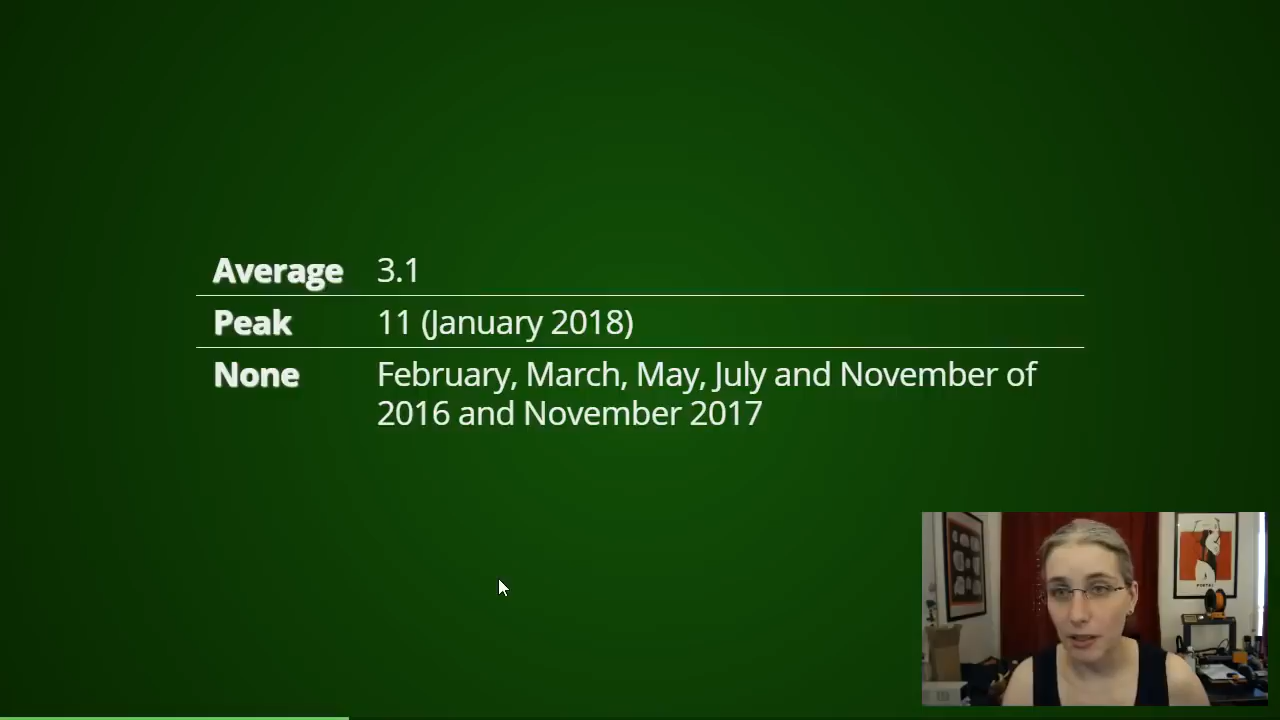 Average 3.1
Peak 11 (January 2018)
None February, March, May, July and November of
2016 and November 2017
PORTAL